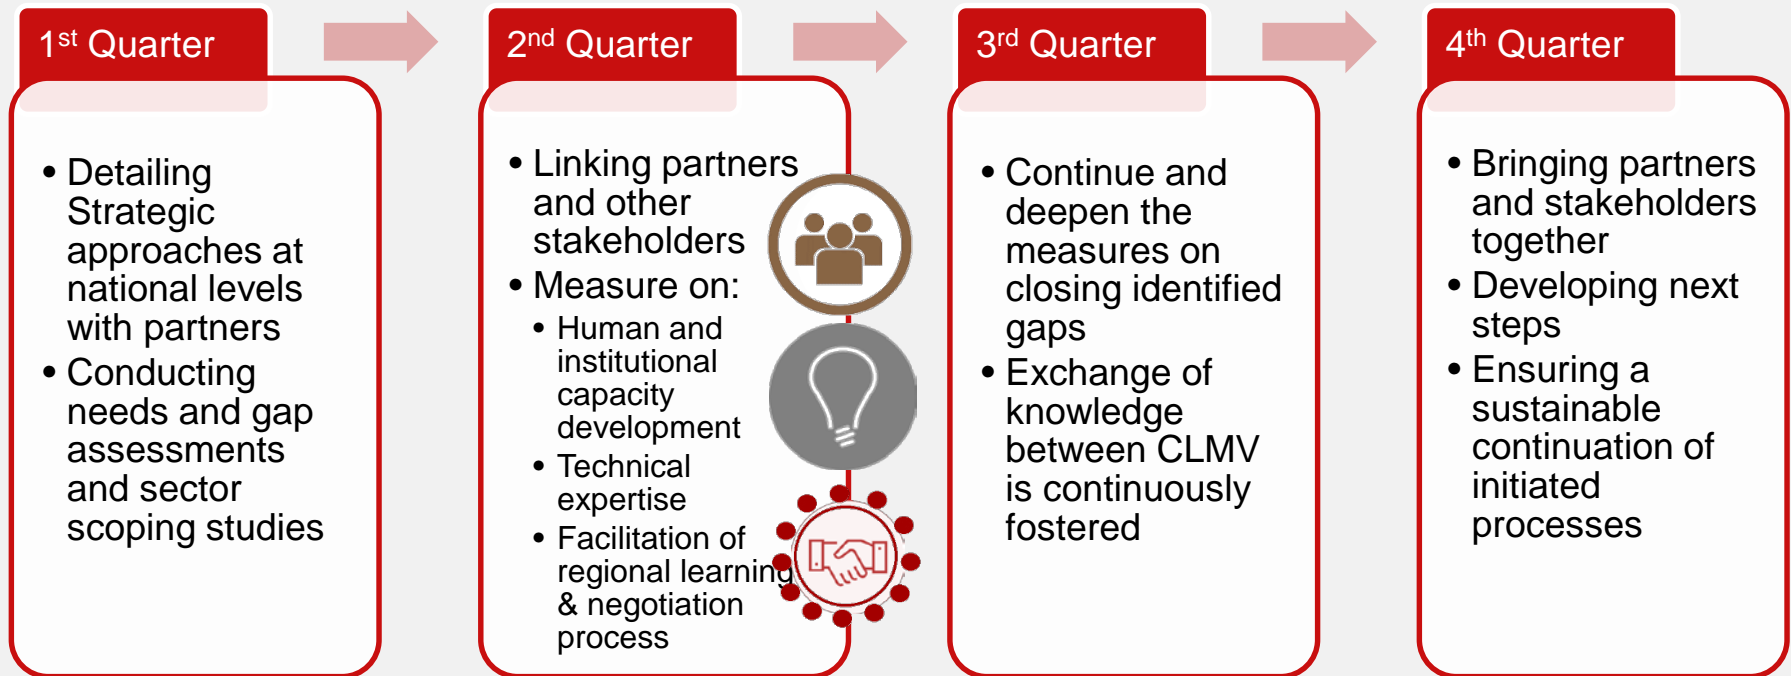 1st Quarter
• Detailing
Strategic
approaches at
national levels
with partners
• Conducting
needs and gap
assessments
and sector
scoping studies
2nd Quarter
• Linking partners
and other
stakeholders
• Measure on:
• Human and
institutional
capacity
development
• Technical
expertise
• Facilitation of
regional learning
& negotiation
process
3rd Quarter
• Continue and
deepen the
measures on
closing identified
gaps
• Exchange of
knowledge
between CLMV
is continuously
fostered
4th Quarter
• Bringing partners
and stakeholders
together
• Developing next
steps
• Ensuring a
sustainable
continuation of
initiated
processes